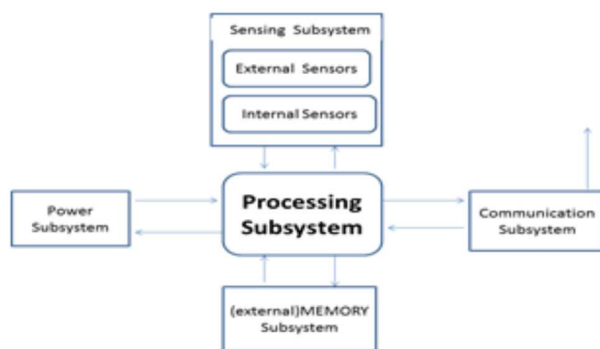 Sensing Subsystem
External Sensors
Internal Sensors
Power
Subsystem
Processing
Subsystem
Communication
Subsystem
(external)MEMORY
Subsystem